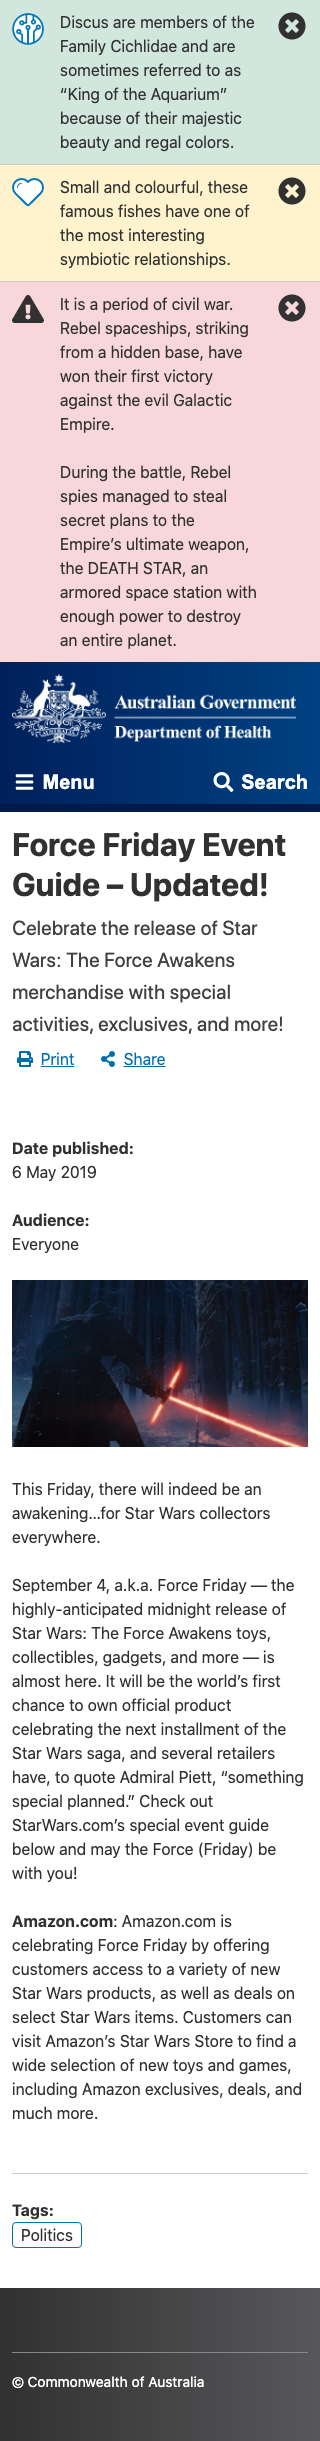 Discus are members of the
Family Cichlidae and are
sometimes referred to as
“King of the Aquarium”
because of their majestic
beauty and regal colors.
Small and colourful, these
famous fishes have one of
the most interesting
symbiotic relationships.
It is a period of civil war.
Rebel spaceships, striking
from a hidden base, have
won their first victory
against the evil Galactic
Empire.
During the battle, Rebel
spies managed to steal
secret plans to the
Empire’s ultimate weapon,
the DEATH STAR, an
armored space station with
enough power to destroy
an entire planet.
Australian Government
Department of Health
Menu
Search
Force Friday Event
Guide – Updated!
Celebrate the release of Star
Wars: The Force Awakens
merchandise with special
activities, exclusives, and more!
Print
Share
Date published:
6 May 2019
Audience:
Everyone
This Friday, there will indeed be an
awakening…for Star Wars collectors
everywhere.
September 4, a.k.a. Force Friday — the
highly-anticipated midnight release of
Star Wars: The Force Awakens toys,
collectibles, gadgets, and more — is
almost here. It will be the world’s first
chance to own official product
celebrating the next installment of the
Star Wars saga, and several retailers
have, to quote Admiral Piett, “something
special planned.” Check out
StarWars.com’s special event guide
below and may the Force (Friday) be
with you!
Amazon.com: Amazon.com is
celebrating Force Friday by offering
customers access to a variety of new
Star Wars products, as well as deals on
select Star Wars items. Customers can
visit Amazon’s Star Wars Store to find a
wide selection of new toys and games,
including Amazon exclusives, deals, and
much more.
Tags:
Politics
© Commonwealth of Australia